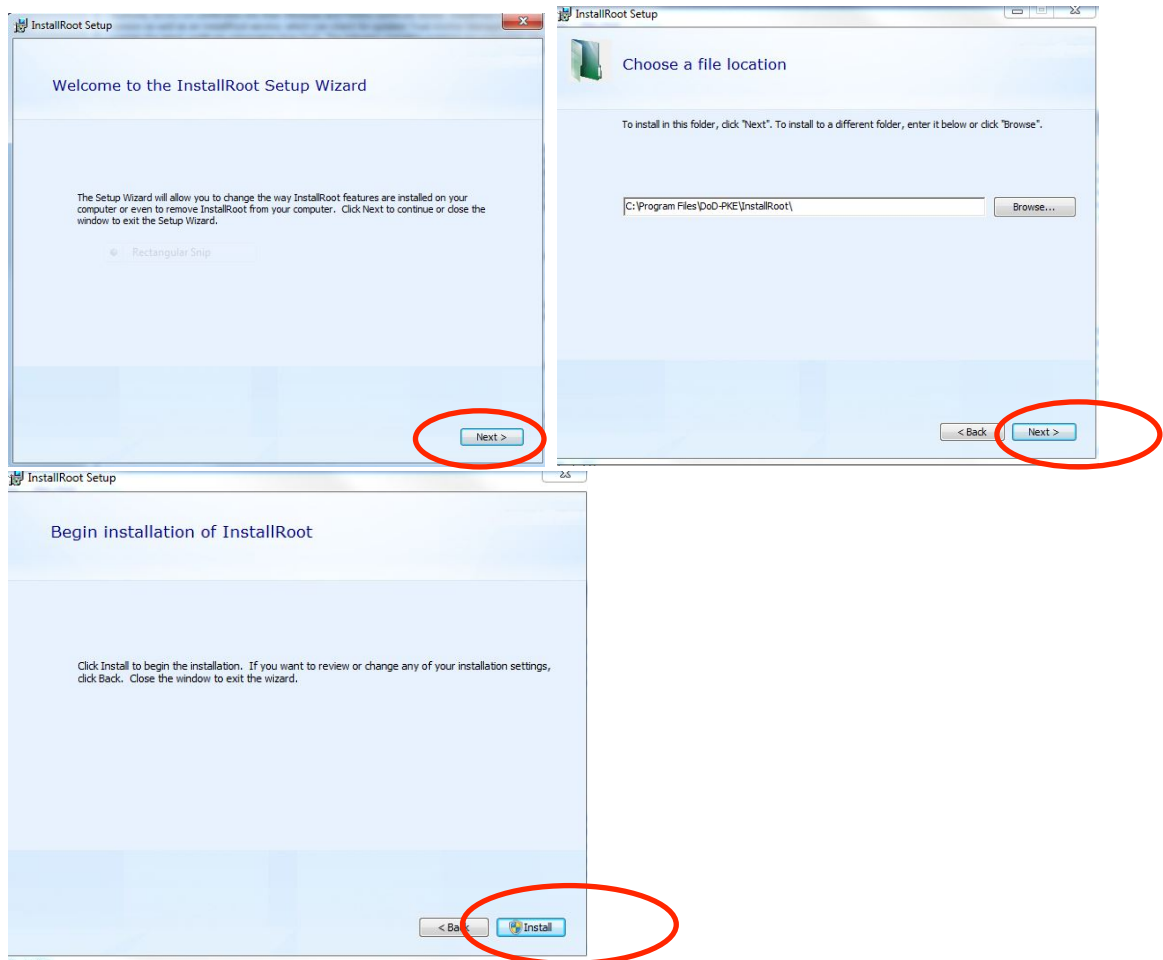 InstallRoot Setup
Welcome to the InstallRoot Setup Wizard
The Setup Wizard will allow you to change the way InstallRoot features are installed on your
computer or even to remove InstallRoot from your computer. Click Next to continue or close the
window to exit the Setup Wizard.
Rectangular Snip
Next >
InstallRoot Setup
Choose a file location
To install in this folder, click "Next". To install to a different folder, enter it below or click "Browse".
C:\Program Files\DoD-PKE\InstallRoot\
Browse...
< Back
Next >
InstallRoot Setup
Begin installation of InstallRoot
Click Install to begin the installation. If you want to review or change any of your installation settings,
click Back. Close the window to exit the wizard.
< Back
Install